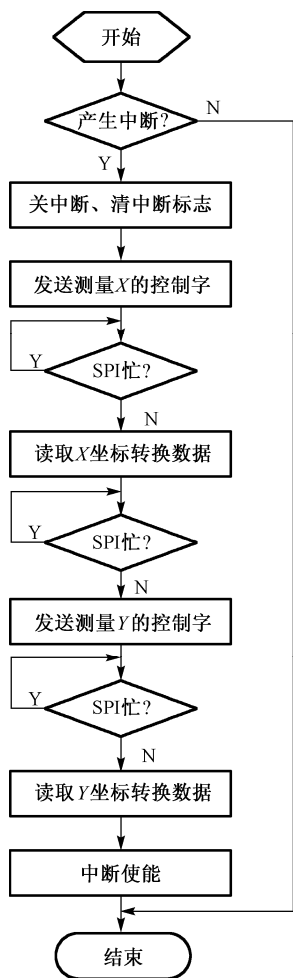 开始
产生中断?
N
Y
关中断、清中断标志
发送测量X的控制字
SPI忙?
Y
N
读取X坐标转换数据
SPI忙?
Y
N
发送测量Y的控制字
SPI忙?
Y
N
读取Y坐标转换数据
中断使能
结束